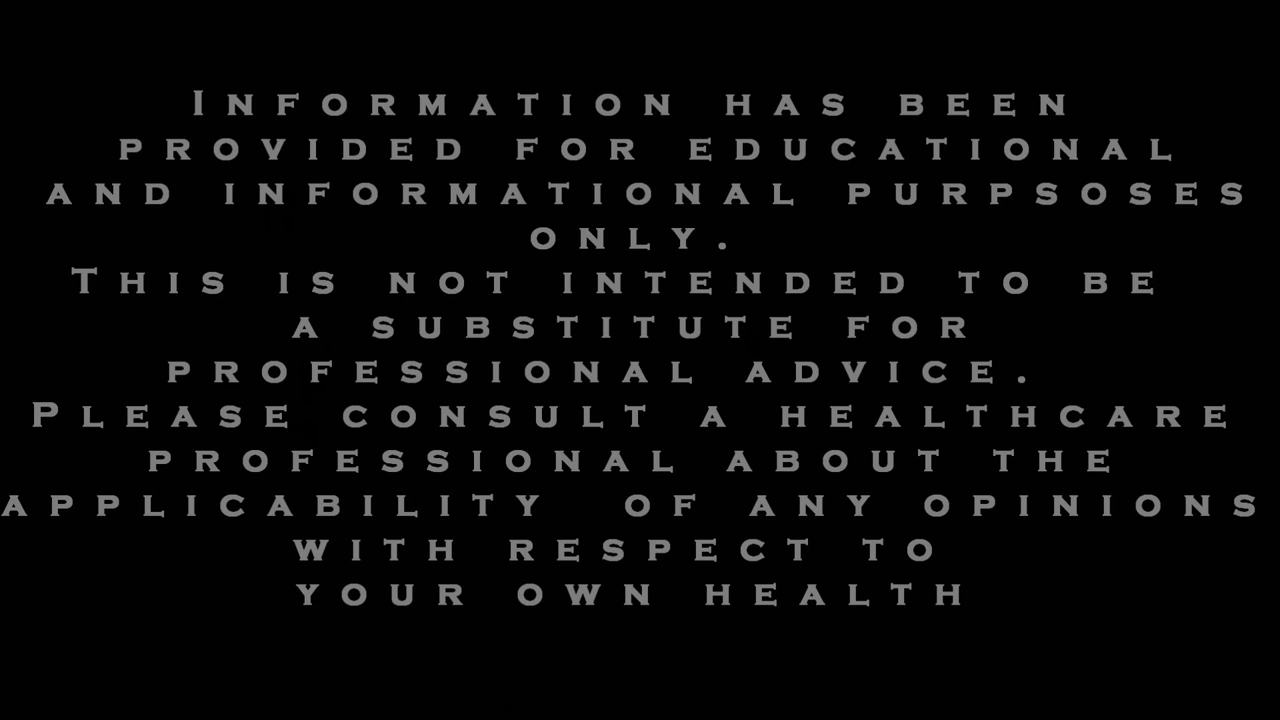 Information has been
provided for educational
and informational purpsoses
only.
This is not intended to be
a substitute for
professional advice.
Please consult a healthcare
professional about the
applicability of any opinions
with respect to
your own health